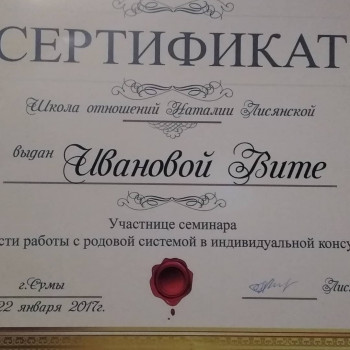 СЕРТИФИКАТ
Школа отношений Наталии Лисянской
выдан Ивановой Вите
Участнице семинара
сти работы с родовой системой в индивидуальной консу
г.Сумы
22 января 2017г.
Лис